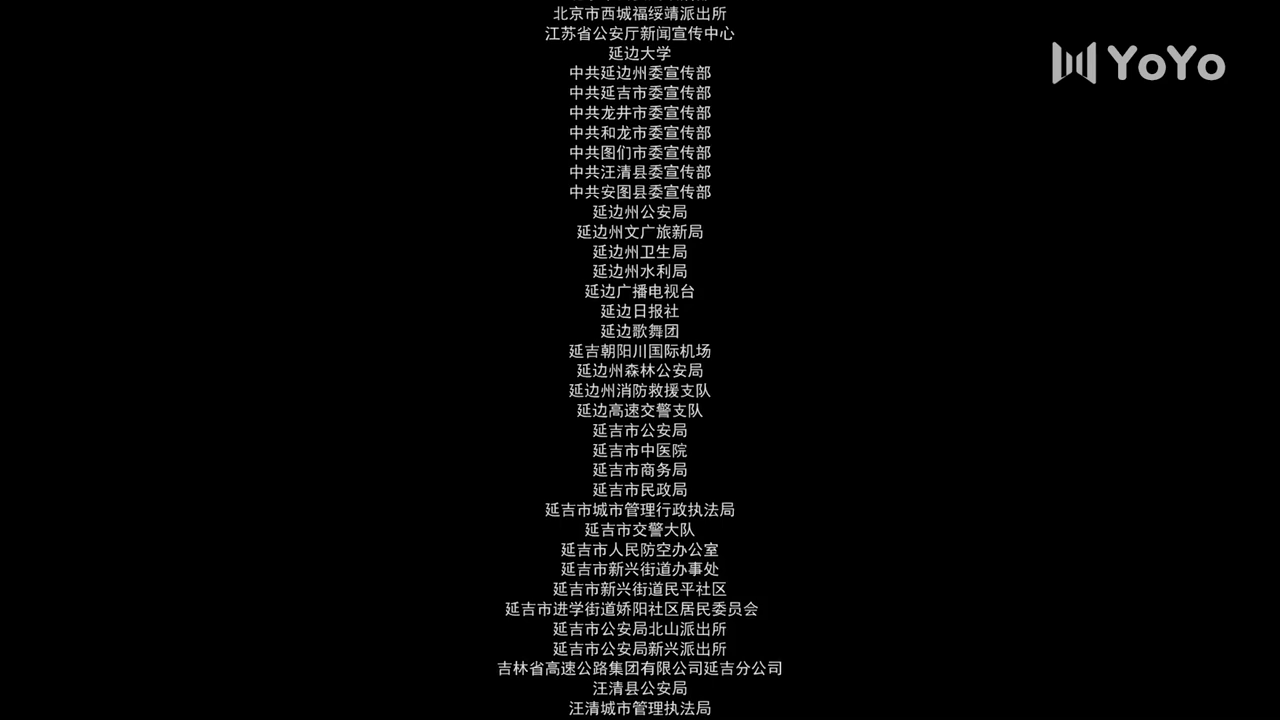 北京市西城福绥靖派出所
江苏省公安厅新闻宣传中心
YoYo
延边大学
中共延边州委宣传部
中共延吉市委宣传部
中共龙井市委宣传部
中共和龙市委宣传部
中共图们市委宣传部
中共汪清县委宣传部
中共安图县委宣传部
延边州公安局
延边州文广旅新局
延边州卫生局
延边州水利局
延边广播电视台
延边日报社
延边歌舞团
延吉朝阳川国际机场
延边州森林公安局
延边州消防救援支队
延边高速交警支队
延吉市公安局
延吉市中医院
延吉市商务局
延吉市民政局
延吉市城市管理行政执法局
延吉市交警大队
延吉市人民防空办公室
延吉市新兴街道办事处
延吉市新兴街道民平社区
延吉市进学街道娇阳社区居民委员会
延吉市公安局北山派出所
延吉市公安局新兴派出所
吉林省高速公路集团有限公司延吉分公司
汪清县公安局
汪清城市管理执法局